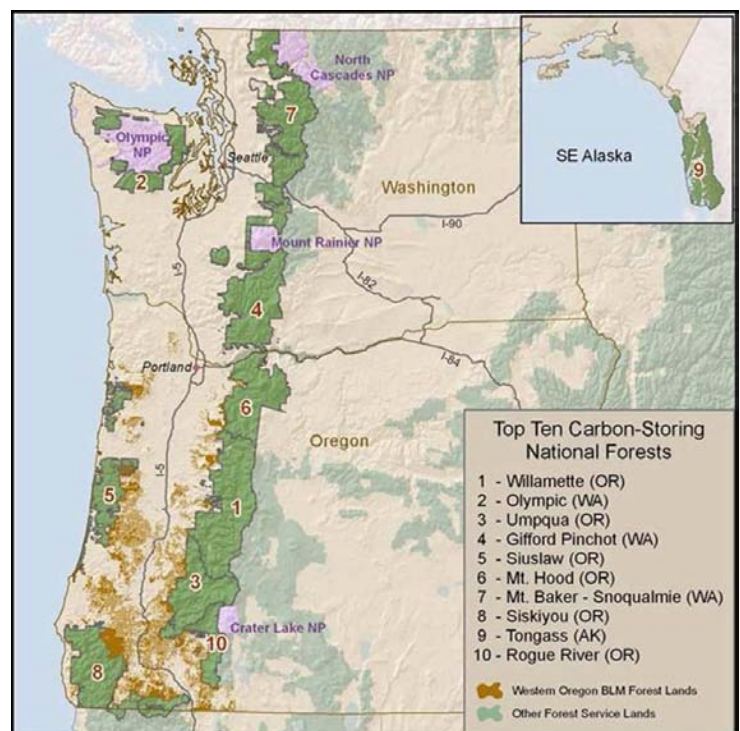 North
Cascades NP
7
Olympic
NP
2
Seattle
SE Alaska
9
Washington
I-90
Mount Rainier NP
I-5
I-82
4
Portland
I-84
6
Oregon
I-5
5
1
3
Crater Lake NP
10
8
Top Ten Carbon-Storing
National Forests
1 - Willamette (OR)
2 - Olympic (WA)
3 - Umpqua (OR)
4 - Gifford Pinchot (WA)
5 - Siuslaw (OR)
6 - Mt. Hood (OR)
7 - Mt. Baker - Snoqualmie (WA)
8 - Siskiyou (OR)
9 - Tongass (AK)
10 - Rogue River (OR)
Western Oregon BLM Forest Lands
Other Forest Service Lands